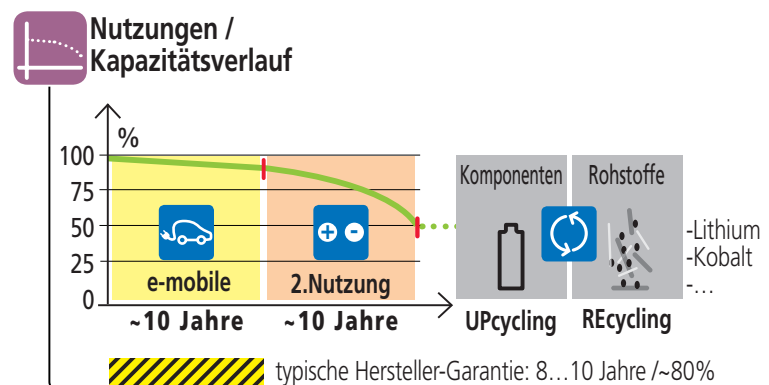 Nutzungen /
Kapazitätsverlauf
%
100
75
50
25
0
e-mobile
2.Nutzung
~10 Jahre
~10 Jahre
Komponenten
Rohstoffe
-Lithium
-Kobalt
-...
UPcycling
REcycling
typische Hersteller-Garantie: 8...10 Jahre /~80%